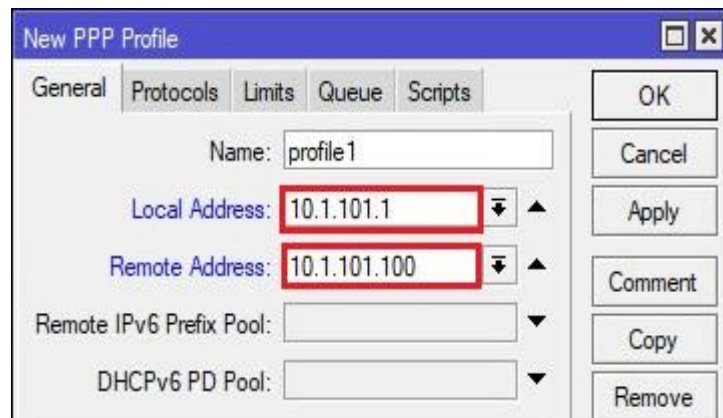 New PPP Profile
General Protocols Limits Queue Scripts
OK
Name: profile1
Cancel
Local Address: 10.1.101.1
Apply
Remote Address: 10.1.101.100
Comment
Remote IPv6 Prefix Pool:
Copy
DHCPv6 PD Pool:
Remove